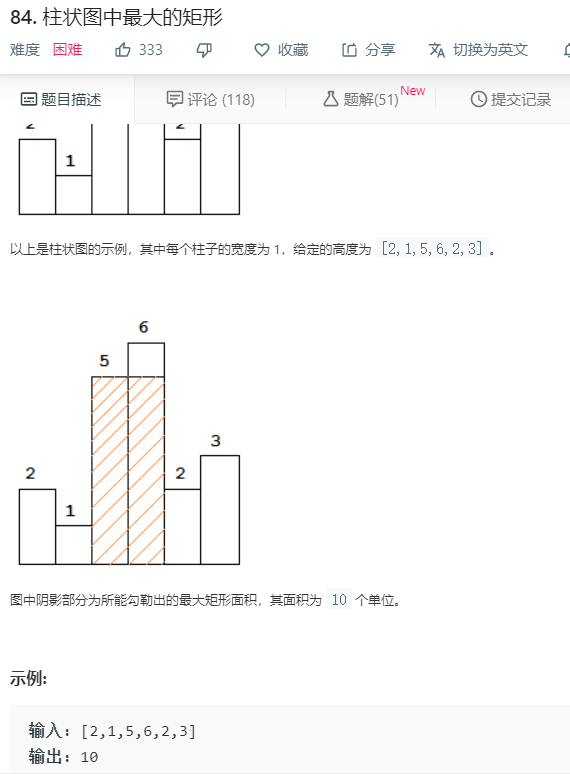 84. 柱状图中最大的矩形
难度 困难 333 收藏 分享 切换为英文
题目描述 评论 (118) 题解(51) New 提交记录
2 2
1
以上是柱状图的示例，其中每个柱子的宽度为 1，给定的高度为 [2,1,5,6,2,3] 。
6
5
3
2 2
1
图中阴影部分为所能勾勒出的最大矩形面积，其面积为 10 个单位。
示例:
输入: [2,1,5,6,2,3]
输出: 10